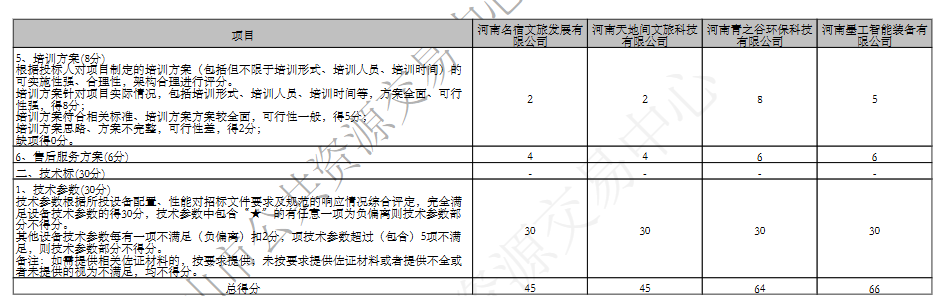 项目 河南名宿文旅发展有限公司 河南天地间文旅科技有限公司 河南青之谷环保科技有限公司 河南墨工智能装备有限公司
5、培训方案(8分)
根据投标人对项目制定的培训方案（包括但不限于培训形式、培训人员、培训时间）的
可实施性强、合理性，架构合理进行评分。
培训方案针对项目实际情况，包括培训形式、培训人员、培训时间等，方案全面、可行
性强，得8分；
培训方案符合相关标准、培训方案方案较全面，可行性一般，得5分；
培训方案思路、方案不完整，可行性差，得2分；
缺项得0分。
2 2 8 5
6、售后服务方案(6分) 4 4 6 6
二、技术标(30分) - - - -
1、技术参数(30分)
技术参数根据所投设备配置、性能对招标文件要求及规范的响应情况综合评定，完全满
足设备技术参数的得30分，技术参数中包含“★”的有任意一项为负偏离则技术参数部
分不得分。
其他设备技术参数每有一项不满足（负偏离）扣2分，项技术参数超过（包含）5项不满
足，则技术参数部分不得分。
备注：如需提供相关佐证材料的，按要求提供；未按要求提供佐证材料或者提供不全或
者未提供的视为不满足，均不得分。
30 30 30 30
总得分 45 45 64 66
市公共资源交易中心
资源交易中心